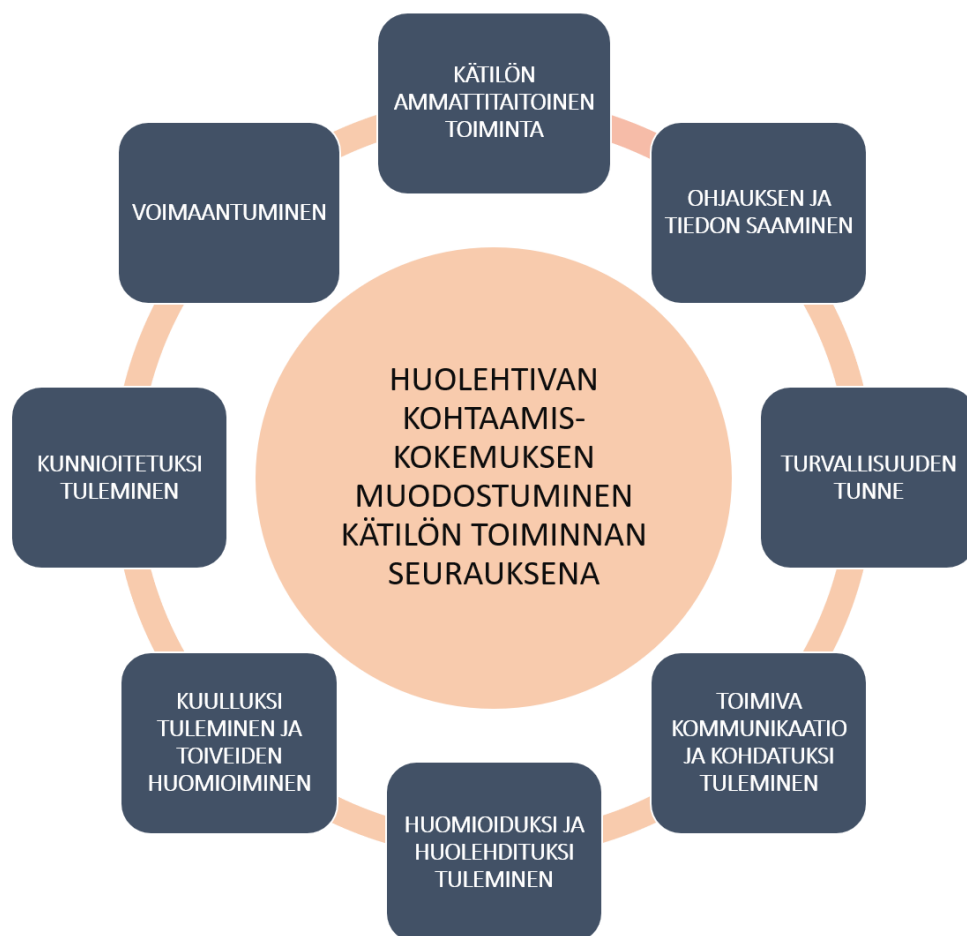 KÄTILÖN
AMMATTITAITOINEN
TOIMINTA
OHJAUKSEN JA
TIEDON SAAMINEN
TURVALLISUUDEN
TUNNE
TOIMIVA
KOMMUNIKAATIO
JA KOHDATUKSI
TULEMINEN
HUOMIOIDUKSI JA
HUOLEHDITUKSI
TULEMINEN
KUULLUKSI
TULEMINEN JA
TOIVEIDEN
HUOMIOIMINEN
KUNNIOITETUKSI
TULEMINEN
VOIMAANTUMINEN
HUOLEHTIVAN
KOHTAAMIS-
KOKEMUKSEN
MUODOSTUMINEN
KÄTILÖN TOIMINNAN
SEURAUKSENA